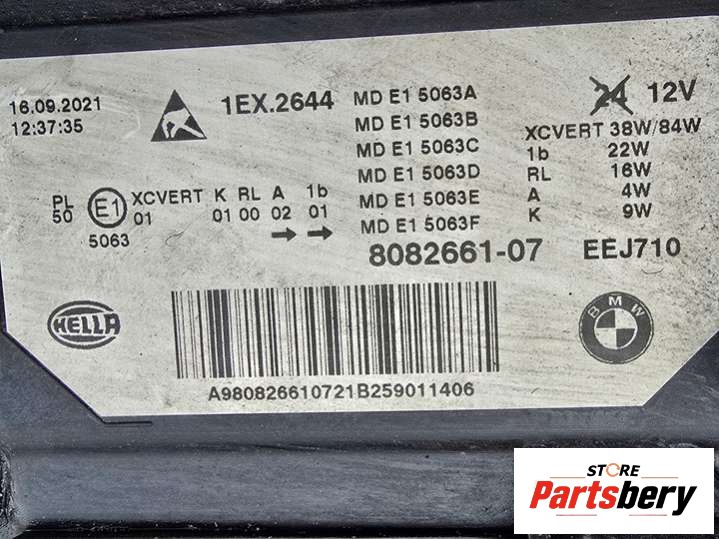 16.09.2021
12:37:35
1EX.2644
MD E1 5063A
MD E1 5063B
MD E1 5063C
MD E1 5063D
MD E1 5063E
MD E1 5063F
24 12V
XCVERT 38W/84W
1b 22W
RL 16W
A 4W
K 9W
PL
50
E1
5063
XCVERT K RL A 1b
01 01 00 02 01
8082661-07 EEJ710
HELLA
BMW
A980826610721B259011406
STORE
Partsbery